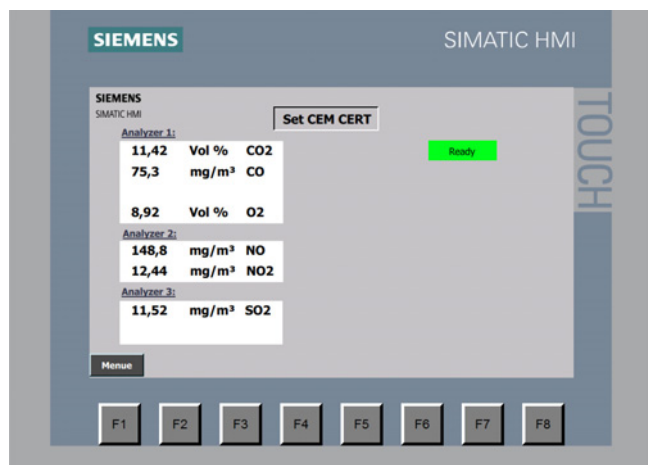 SIEMENS
SIMATIC HMI
TOUCH
SIEMENS
SIMATIC HMI
Set CEM CERT
Ready
Analyzer 1:
11,42 Vol % CO2
75,3 mg/m³ CO
8,92 Vol % O2
Analyzer 2:
148,8 mg/m³ NO
12,44 mg/m³ NO2
Analyzer 3:
11,52 mg/m³ SO2
Menue
F1 F2 F3 F4 F5 F6 F7 F8